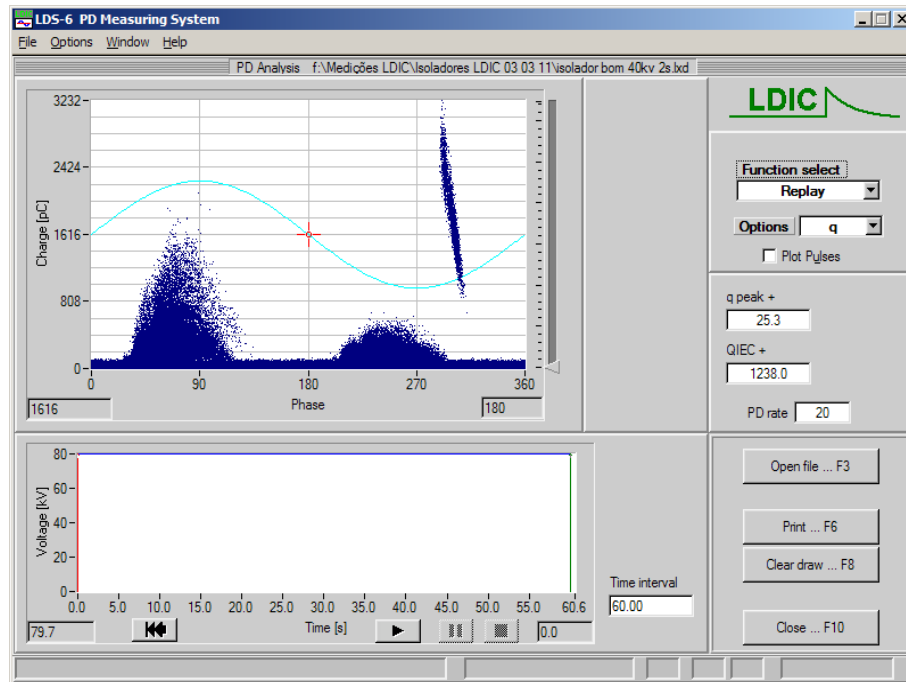 LDS-6 PD Measuring System
File Options Window Help
PD Analysis f:\Medições LDIC\Isoladores LDIC 03 03 11\isolador bom 40kv 2s.lxd
3232
2424
1616
808
0
Charge [pC]
0 90 180 270 360
Phase
1616
180
LDIC
Function select
Replay
Options q
Plot Pulses
q peak +
25.3
QIEC +
1238.0
PD rate 20
80
60
40
20
0
Voltage [kV]
0.0 5.0 10.0 15.0 20.0 25.0 30.0 35.0 40.0 45.0 50.0 55.0 60.6
79.7
Time [s]
0.0
Time interval
60.00
Open file ... F3
Print ... F6
Clear draw ... F8
Close ... F10